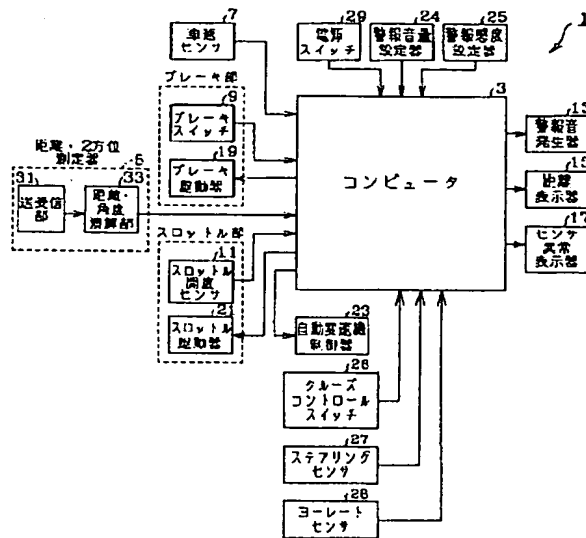 7
車速
センサ
29
電源
スイッチ
24
警報音量
設定器
25
警報感度
設定器
1
ブレーキ部
9
ブレーキ
スイッチ
19
ブレーキ
駆動器
3
コンピュータ
13
警報音
発生器
15
距離
表示器
17
センサ
異常
表示器
距離・2方位
測定器
5
31
送受信
部
33
距離・
角度
演算部
スロットル部
11
スロットル
開度
センサ
21
スロットル
駆動器
23
自動変速機
制御器
26
クルーズ
コントロール
スイッチ
27
ステアリング
センサ
28
ヨーレート
センサ